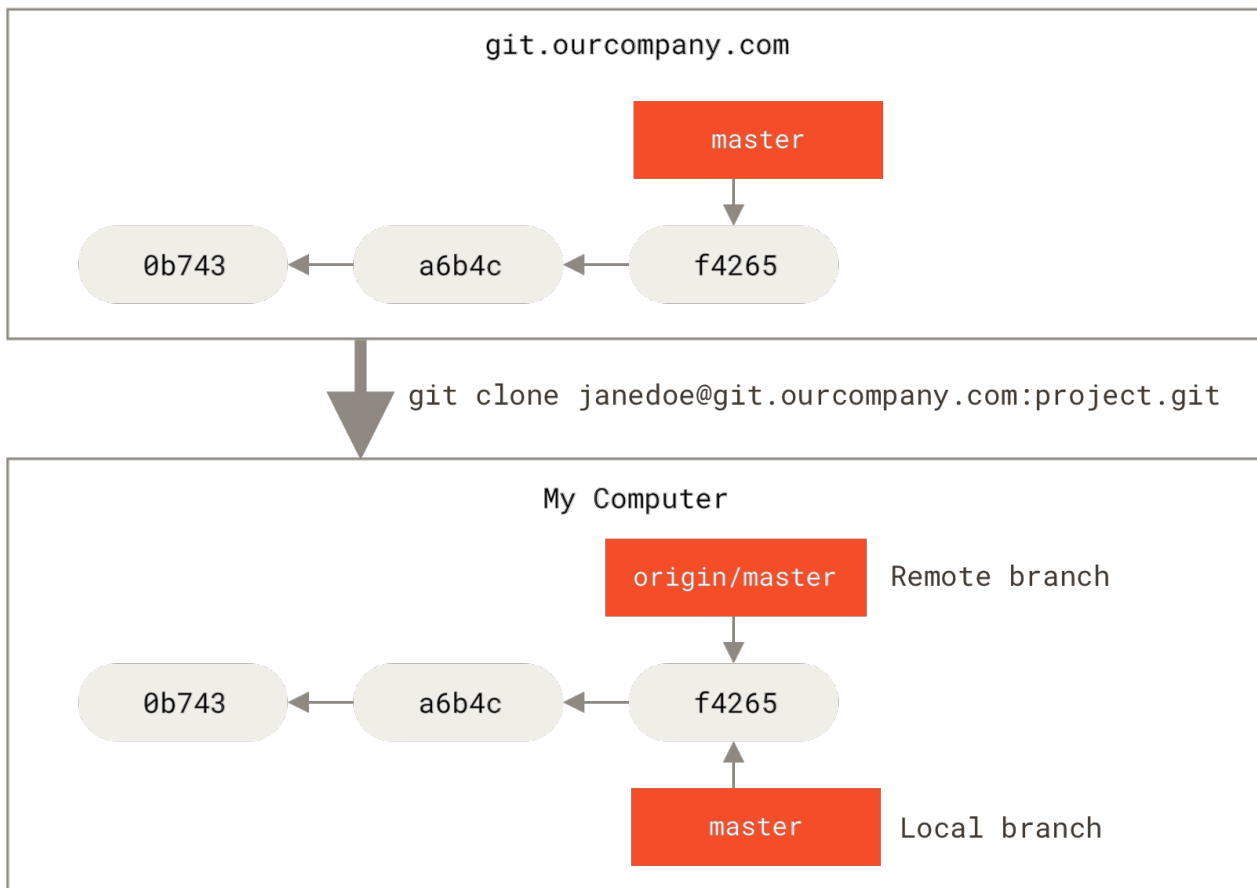 git.ourcompany.com
master
0b743
a6b4c
f4265
git clone janedoe@git.ourcompany.com:project.git
My Computer
origin/master
Remote branch
0b743
a6b4c
f4265
master
Local branch